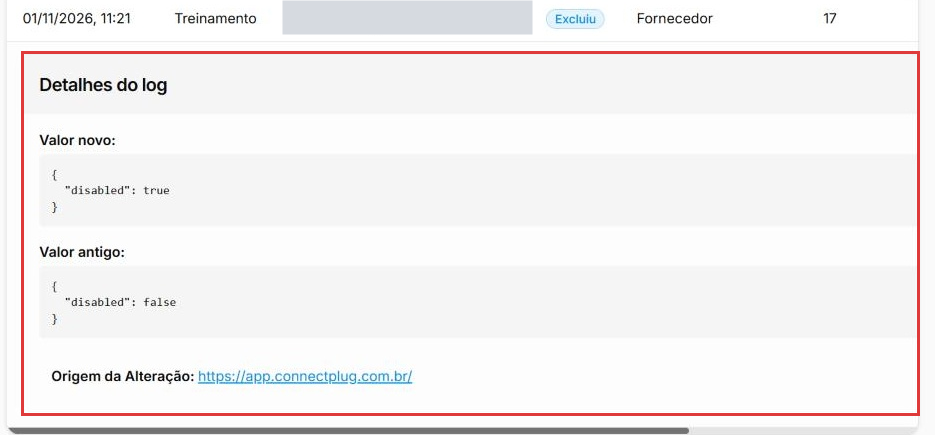 01/11/2026, 11:21 Treinamento Excluiu Fornecedor 17
Detalhes do log
Valor novo:
{
"disabled": true
}
Valor antigo:
{
"disabled": false
}
Origem da Alteração: https://app.connectplug.com.br/